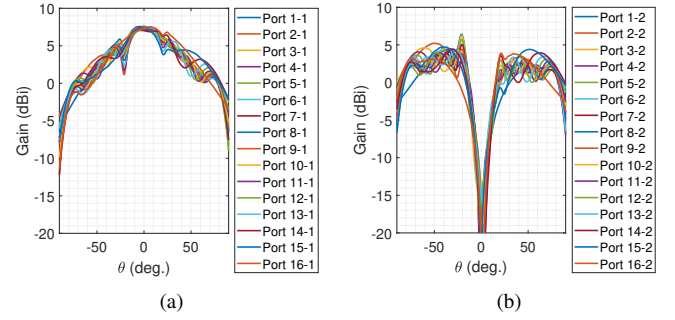 10
5
0
-5
-10
-15
-20
Gain (dBi)
-50
0
50
θ (deg.)
Port 1-1
Port 2-1
Port 3-1
Port 4-1
Port 5-1
Port 6-1
Port 7-1
Port 8-1
Port 9-1
Port 10-1
Port 11-1
Port 12-1
Port 13-1
Port 14-1
Port 15-1
Port 16-1
(a)
10
5
0
-5
-10
-15
-20
Gain (dBi)
-50
0
50
θ (deg.)
Port 1-2
Port 2-2
Port 3-2
Port 4-2
Port 5-2
Port 6-2
Port 7-2
Port 8-2
Port 9-2
Port 10-2
Port 11-2
Port 12-2
Port 13-2
Port 14-2
Port 15-2
Port 16-2
(b)